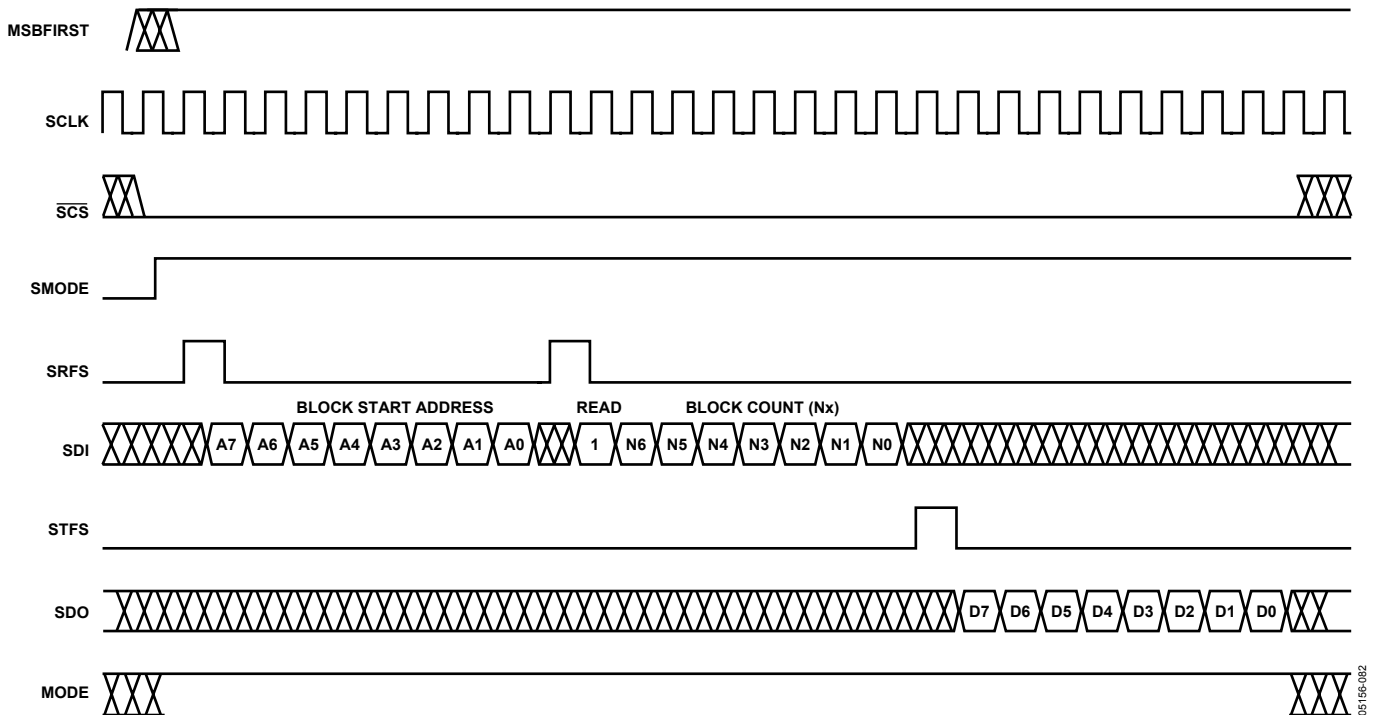 MSBFIRST
SCLK
SCS
SMODE
SRFS
BLOCK START ADDRESS READ BLOCK COUNT (Nx)
SDI A7 A6 A5 A4 A3 A2 A1 A0 1 N6 N5 N4 N3 N2 N1 N0
STFS
SDO D7 D6 D5 D4 D3 D2 D1 D0
MODE
05156-082